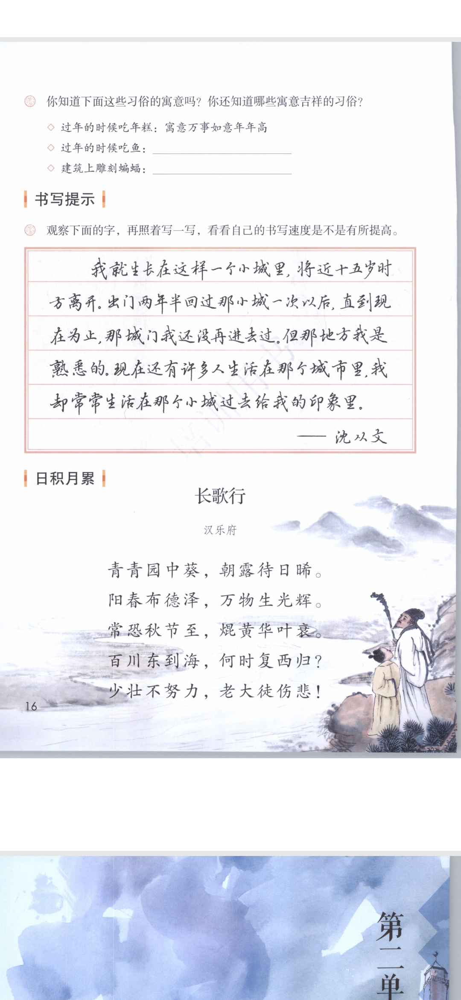 你知道下面这些习俗的寓意吗？你还知道哪些寓意吉祥的习俗？
◇ 过年的时候吃年糕：寓意万事如意年年高
◇ 过年的时候吃鱼：
◇ 建筑上雕刻蝙蝠：
书写提示
观察下面的字，再照着写一写，看看自己的书写速度是不是有所提高。
我就生长在这样一个小城里，将近十五岁时
方离开。出门两年半回过那小城一次以后，直到现
在为止，那城门我还没再进去过。但那地方我是
熟悉的。现在还有许多人生活在那个城市里，我
却常常生活在那个小城过去给我的印象里。
—— 沈从文
培训用书
日积月累
长歌行
汉乐府
青青园中葵，朝露待日晞。
阳春布德泽，万物生光辉。
常恐秋节至，焜黄华叶衰。
百川东到海，何时复西归？
少壮不努力，老大徒伤悲！
16
第二单